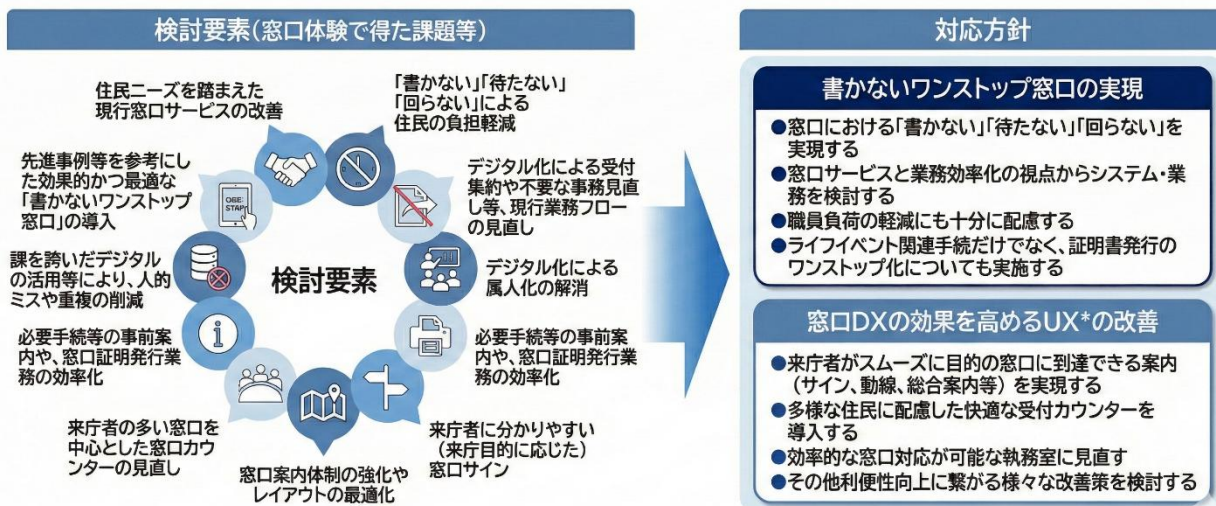 検討要素(窓口体験で得た課題等)
住民ニーズを踏まえた
現行窓口サービスの改善
「書かない」「待たない」
「回らない」による
住民の負担軽減
先進事例等を参考にし
た効果的かつ最適な
「書かないワンストップ
窓口」の導入
デジタル化による受付
集約や不要な事務見直
し等、現行業務フロー
の見直し
課を跨いだデジタル
の活用等により、人的
ミスや重複の削減
検討要素
デジタル化による
属人化の解消
必要手続等の事前案
内や、窓口証明発行業
務の効率化
必要手続等の事前案
内や、窓口証明発行業
務の効率化
来庁者の多い窓口を
中心とした窓口カウ
ンターの見直し
窓口案内体制の強化や
レイアウトの最適化
来庁者に分かりやすい
(来庁目的に応じた)
窓口サイン
対応方針
書かないワンストップ窓口の実現
●窓口における「書かない」「待たない」「回らない」を
実現する
●窓口サービスと業務効率化の視点からシステム・業
務を検討する
●職員負荷の軽減にも十分に配慮する
●ライフイベント関連手続だけでなく、証明書発行の
ワンストップ化についても実施する
窓口DXの効果を高めるUX*の改善
●来庁者がスムーズに目的の窓口に到達できる案内
(サイン、動線、総合案内等)を実現する
●多様な住民に配慮した快適な受付カウンターを
導入する
●効率的な窓口対応が可能な執務室に見直す
●その他利便性向上に繋がる様々な改善策を検討する